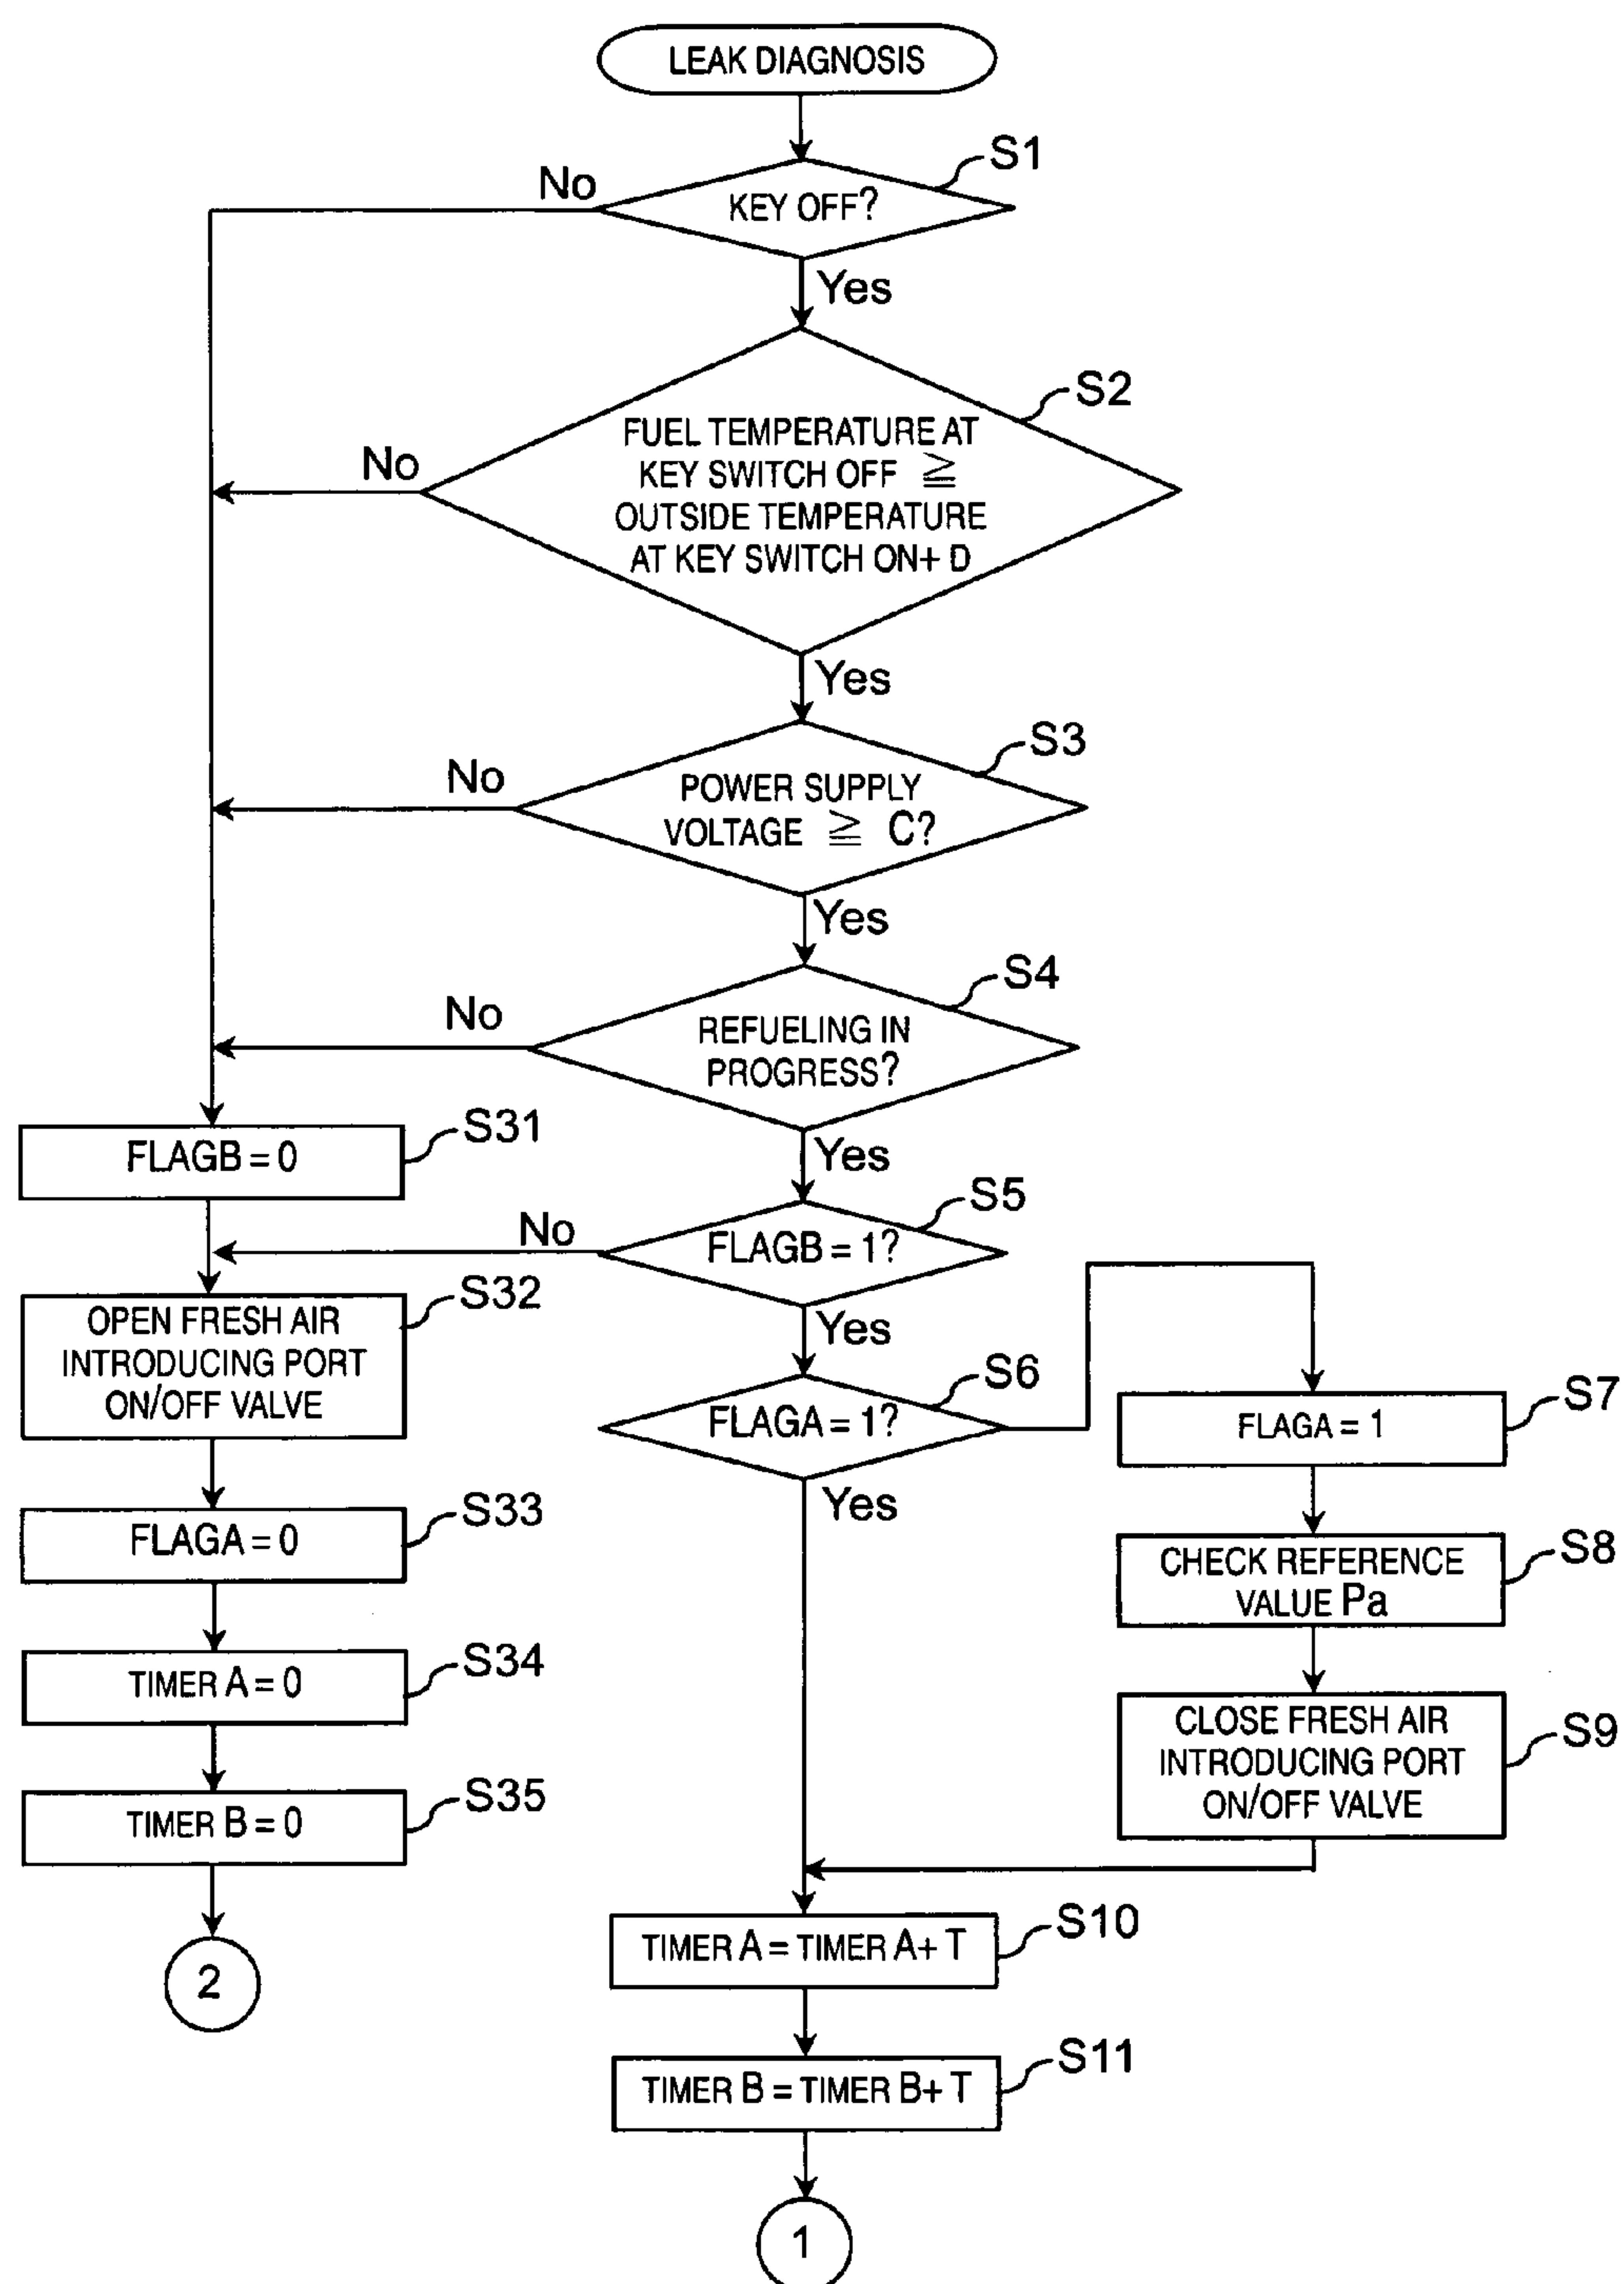 LEAK DIAGNOSIS
S1
No
KEY OFF?
Yes
S2
No
FUEL TEMPERATURE AT
KEY SWITCH OFF ≧
OUTSIDE TEMPERATURE
AT KEY SWITCH ON+ D
Yes
S3
No
POWER SUPPLY
VOLTAGE ≧ C?
Yes
S4
No
REFUELING IN
PROGRESS?
Yes
S31
FLAGB = 0
S5
No
FLAGB = 1?
Yes
S32
OPEN FRESH AIR
INTRODUCING PORT
ON/OFF VALVE
S6
FLAGA = 1?
Yes
S7
FLAGA = 1
S33
FLAGA = 0
S8
CHECK REFERENCE
VALUE Pa
S34
TIMER A = 0
S9
CLOSE FRESH AIR
INTRODUCING PORT
ON/OFF VALVE
S35
TIMER B = 0
2
S10
TIMER A = TIMER A+ T
S11
TIMER B = TIMER B+ T
1